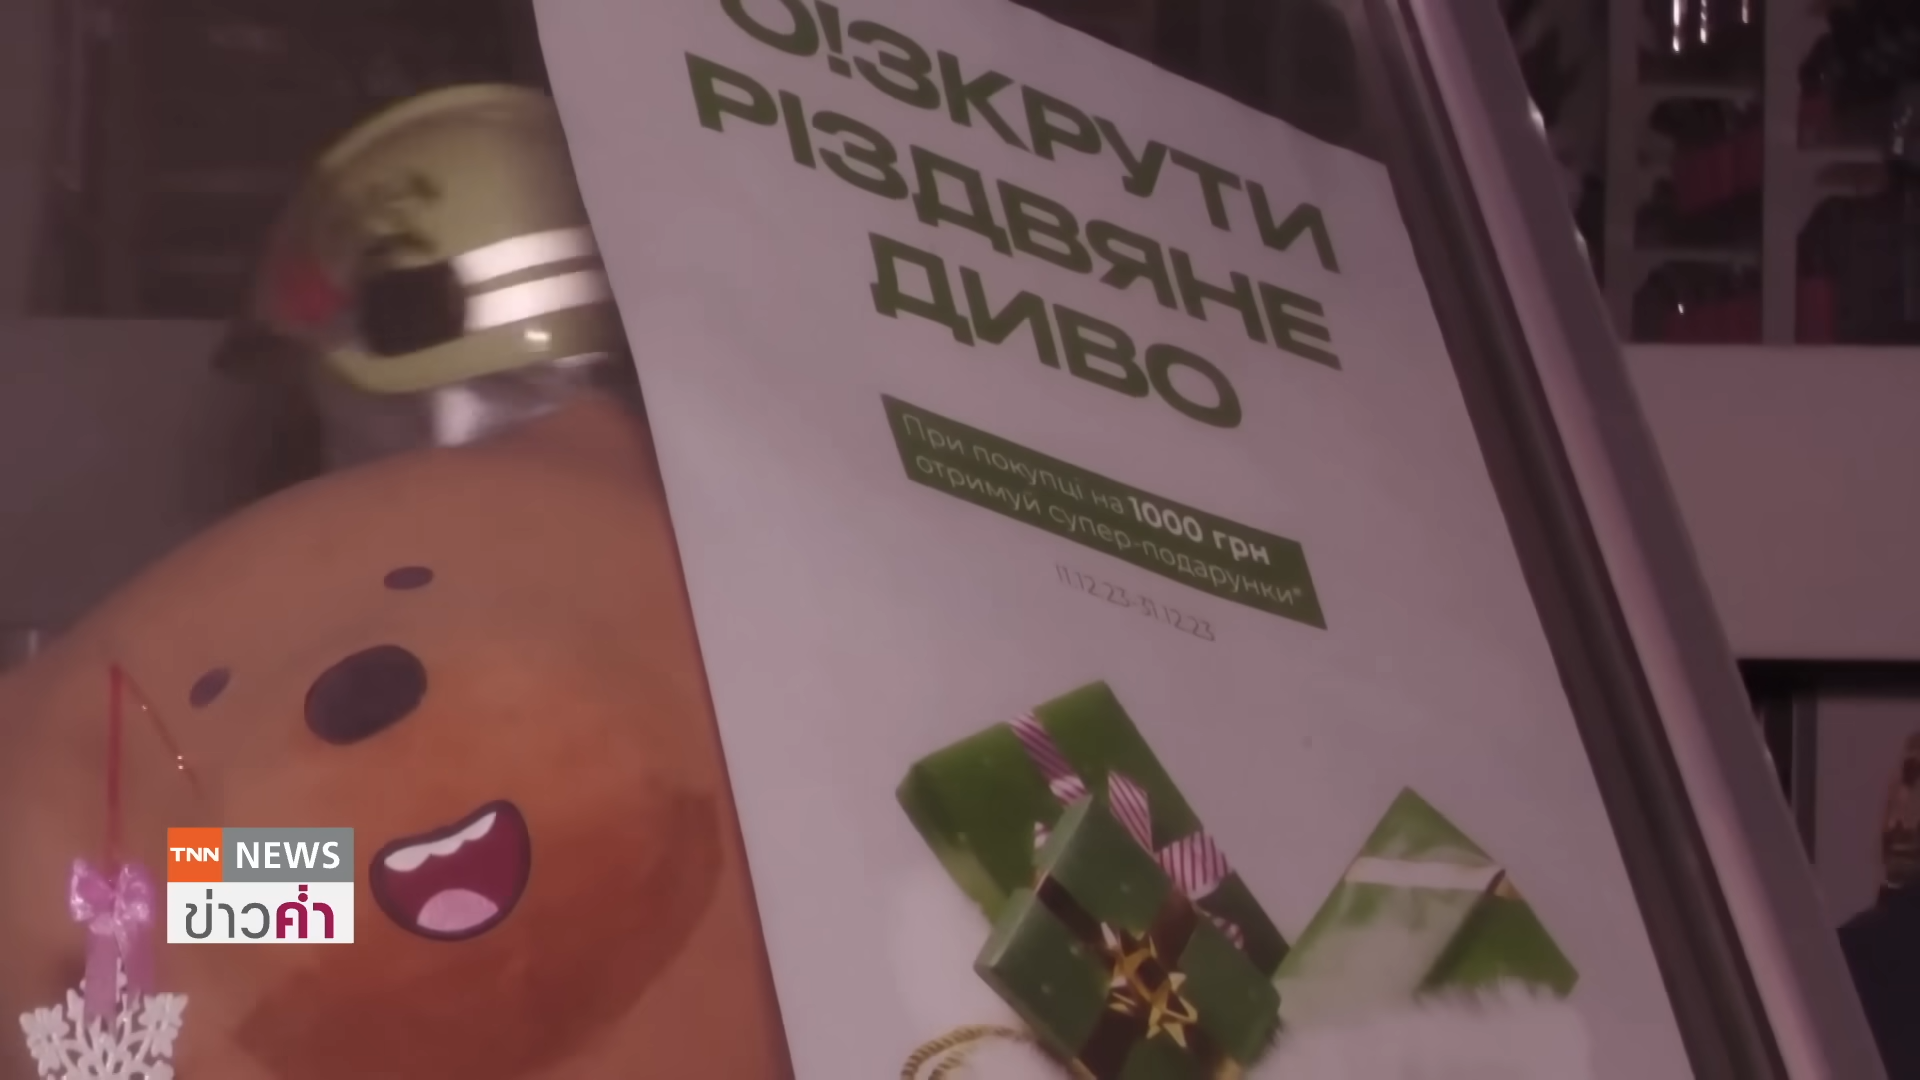 О!ЗКРУТИ
РІЗДВЯНЕ
ДИВО
При покупці на 1000 грн
отримуй супер-подарунки*
11.12.23-31.12.23
TNN NEWS
ข่าวค่ำ